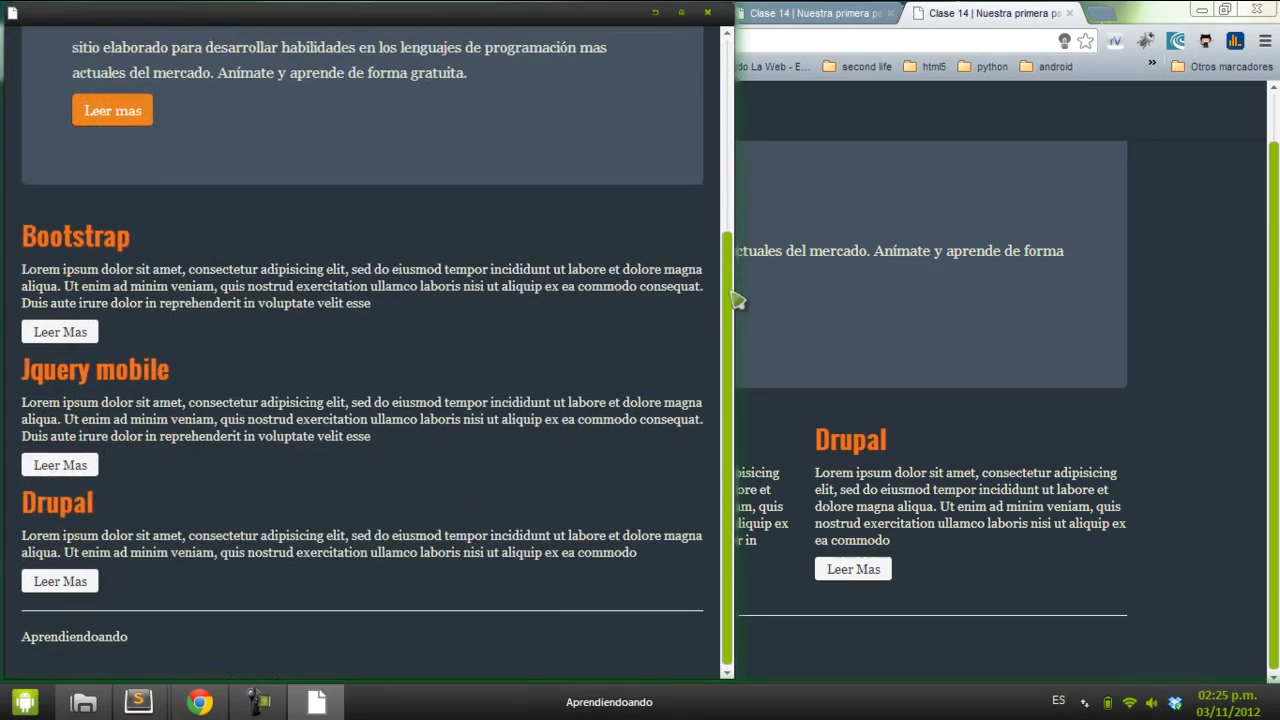 Clase 14 | Nuestra primera pa
Clase 14 | Nuestra primera pa
do La Web - E...
second life
html5
python
android
»
Otros marcadores
sitio elaborado para desarrollar habilidades en los lenguajes de programación mas
actuales del mercado. Anímate y aprende de forma gratuita.
Leer mas
ctuales del mercado. Anímate y aprende de forma
Bootstrap
Lorem ipsum dolor sit amet, consectetur adipisicing elit, sed do eiusmod tempor incididunt ut labore et dolore magna
aliqua. Ut enim ad minim veniam, quis nostrud exercitation ullamco laboris nisi ut aliquip ex ea commodo consequat.
Duis aute irure dolor in reprehenderit in voluptate velit esse
Leer Mas
Jquery mobile
Lorem ipsum dolor sit amet, consectetur adipisicing elit, sed do eiusmod tempor incididunt ut labore et dolore magna
aliqua. Ut enim ad minim veniam, quis nostrud exercitation ullamco laboris nisi ut aliquip ex ea commodo consequat.
Duis aute irure dolor in reprehenderit in voluptate velit esse
Leer Mas
Drupal
Lorem ipsum dolor sit amet, consectetur adipisicing elit, sed do eiusmod tempor incididunt ut labore et dolore magna
aliqua. Ut enim ad minim veniam, quis nostrud exercitation ullamco laboris nisi ut aliquip ex ea commodo
Leer Mas
Aprendiendoando
pisicing
ore et
m, quis
liquip ex
r in
Drupal
Lorem ipsum dolor sit amet, consectetur adipisicing
elit, sed do eiusmod tempor incididunt ut labore et
dolore magna aliqua. Ut enim ad minim veniam, quis
nostrud exercitation ullamco laboris nisi ut aliquip ex
ea commodo
Leer Mas
Aprendiendoando
ES
02:25 p.m.
03/11/2012